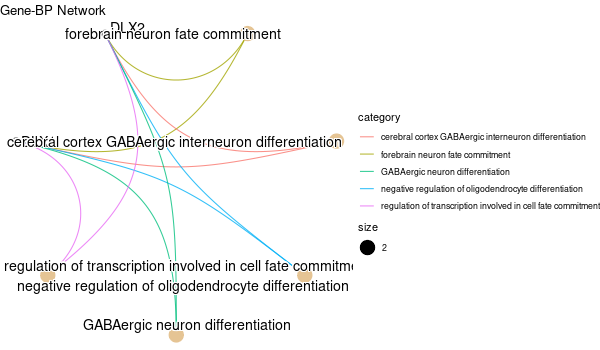 Gene-BP Network
DLX2
forebrain neuron fate commitment
cerebral cortex GABAergic interneuron differentiation
regulation of transcription involved in cell fate commitme
negative regulation of oligodendrocyte differentiation
GABAergic neuron differentiation
category
cerebral cortex GABAergic interneuron differentiation
forebrain neuron fate commitment
GABAergic neuron differentiation
negative regulation of oligodendrocyte differentiation
regulation of transcription involved in cell fate commitment
size
2